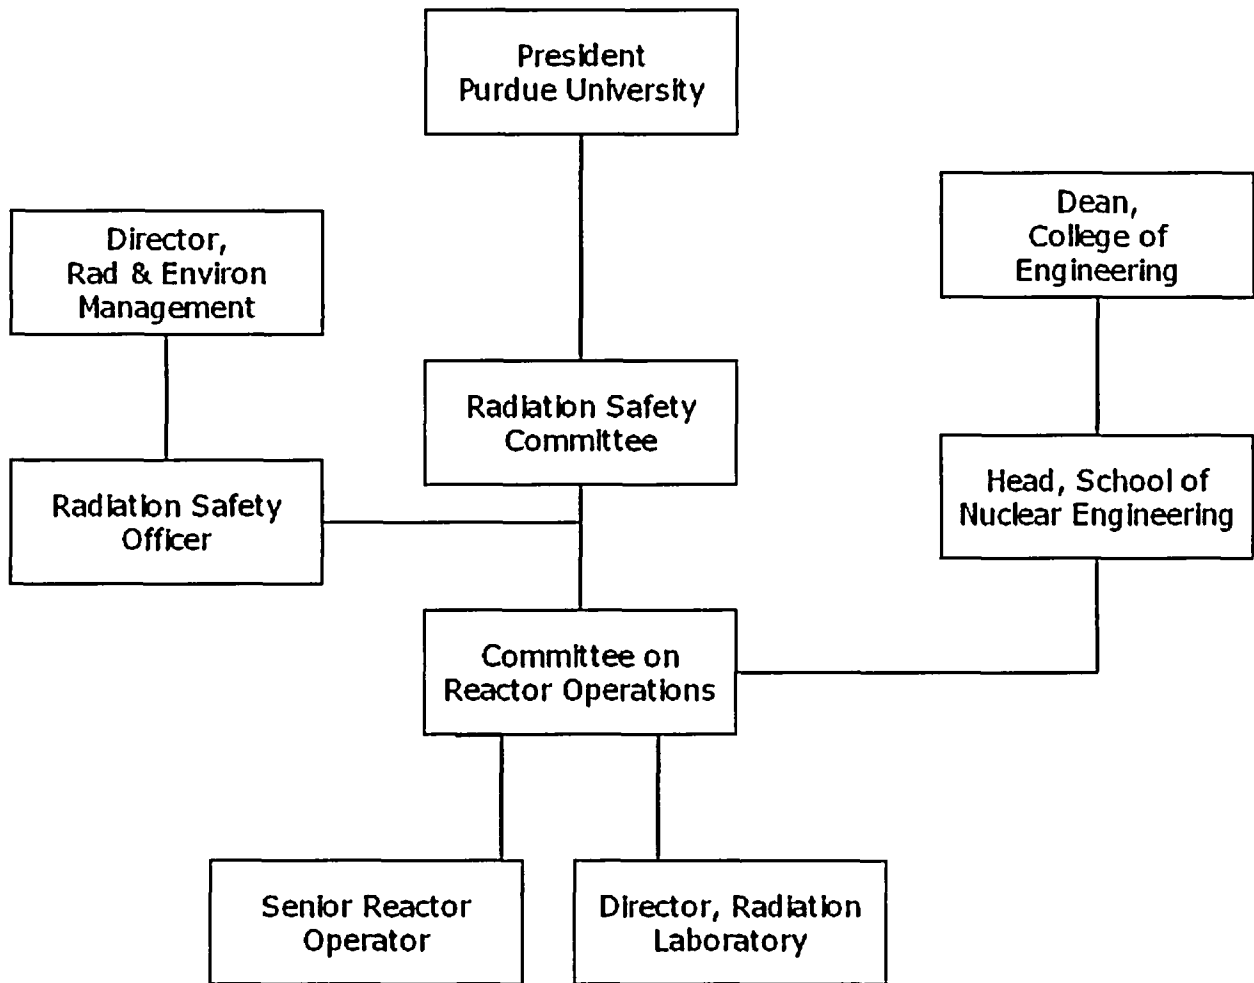 President
Purdue University
Director,
Rad & Environ
Management
Dean,
College of
Engineering
Radiation Safety
Committee
Radiation Safety
Officer
Head, School of
Nuclear Engineering
Committee on
Reactor Operations
Senior Reactor
Operator
Director, Radiation
Laboratory